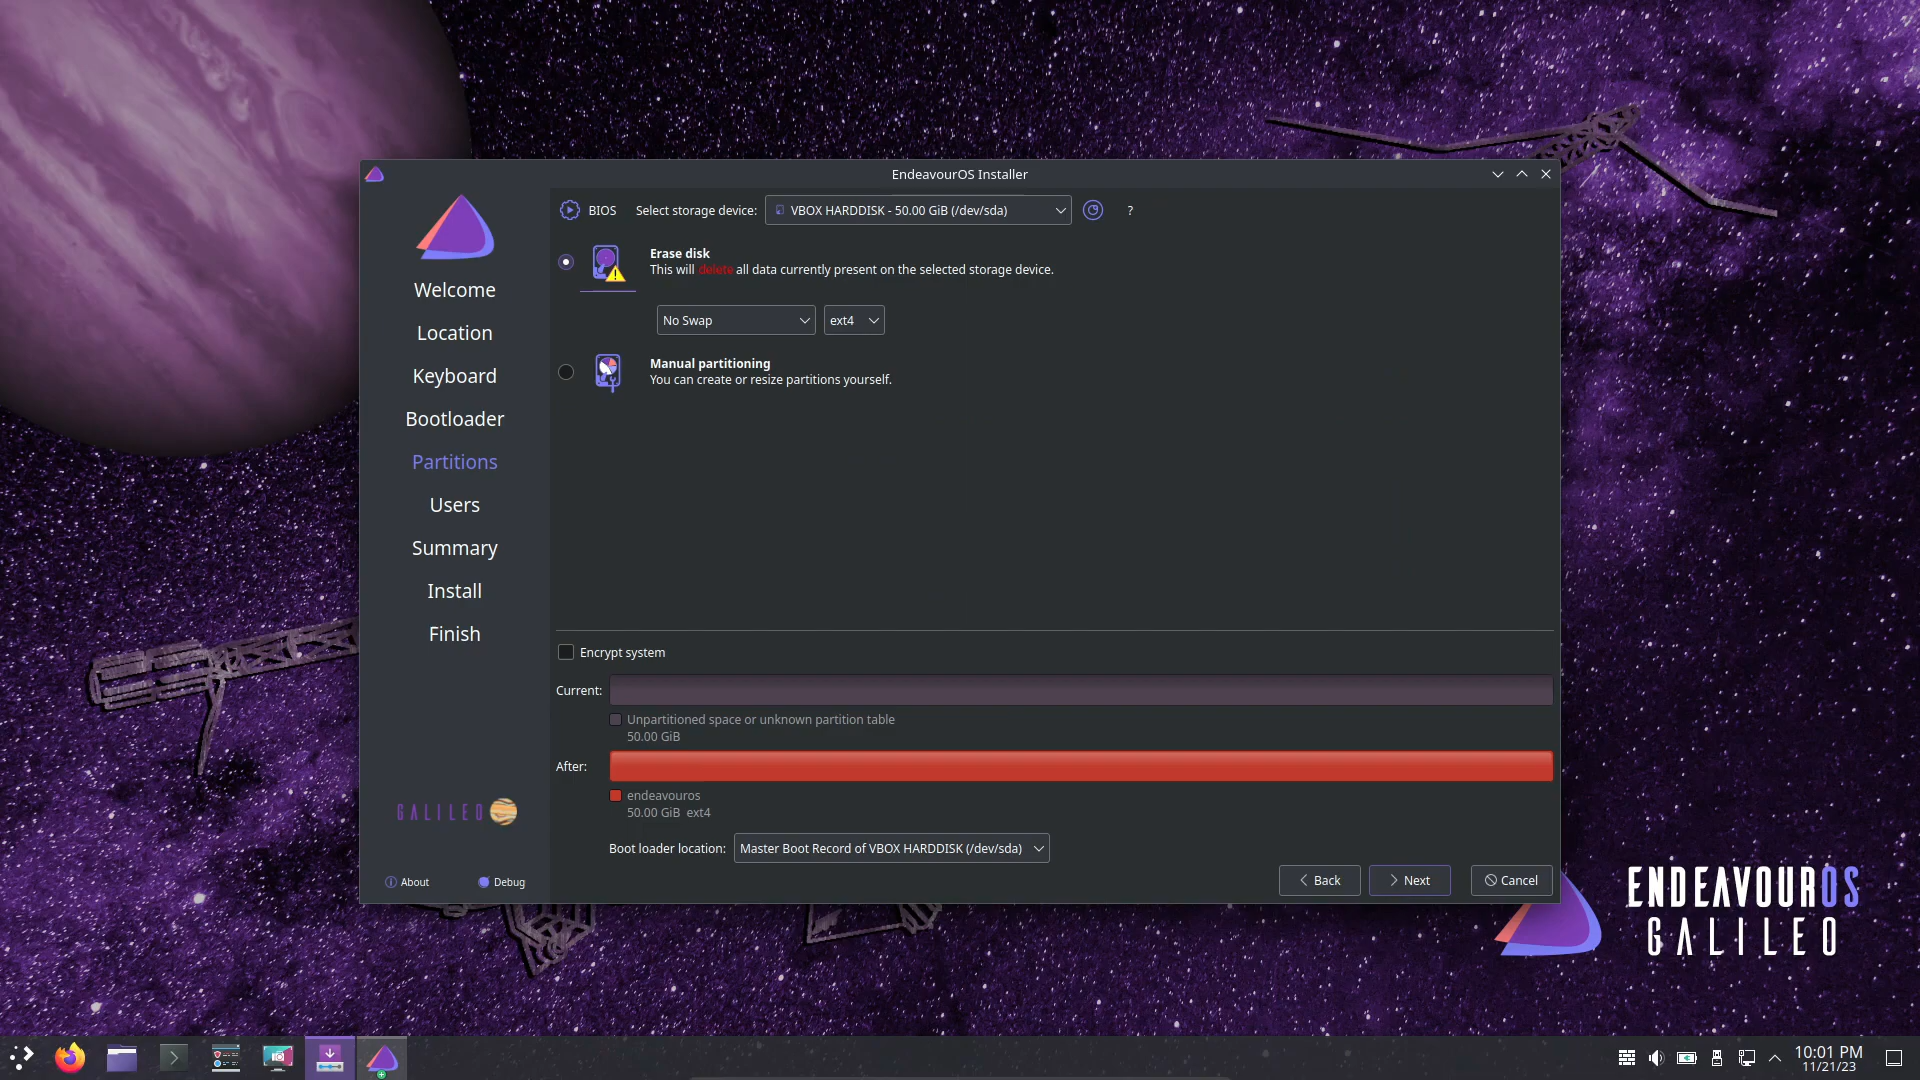 EndeavourOS Installer
BIOS Select storage device: VBOX HARDDISK - 50.00 GiB (/dev/sda) ?
Erase disk
This will delete all data currently present on the selected storage device.
No Swap ext4
Manual partitioning
You can create or resize partitions yourself.
Welcome
Location
Keyboard
Bootloader
Partitions
Users
Summary
Install
Finish
GALILEO
About Debug
Encrypt system
Current:
Unpartitioned space or unknown partition table
50.00 GiB
After:
endeavouros
50.00 GiB ext4
Boot loader location: Master Boot Record of VBOX HARDDISK (/dev/sda)
Back Next Cancel
ENDEAVOUROS
GALILEO
10:01 PM
11/21/23